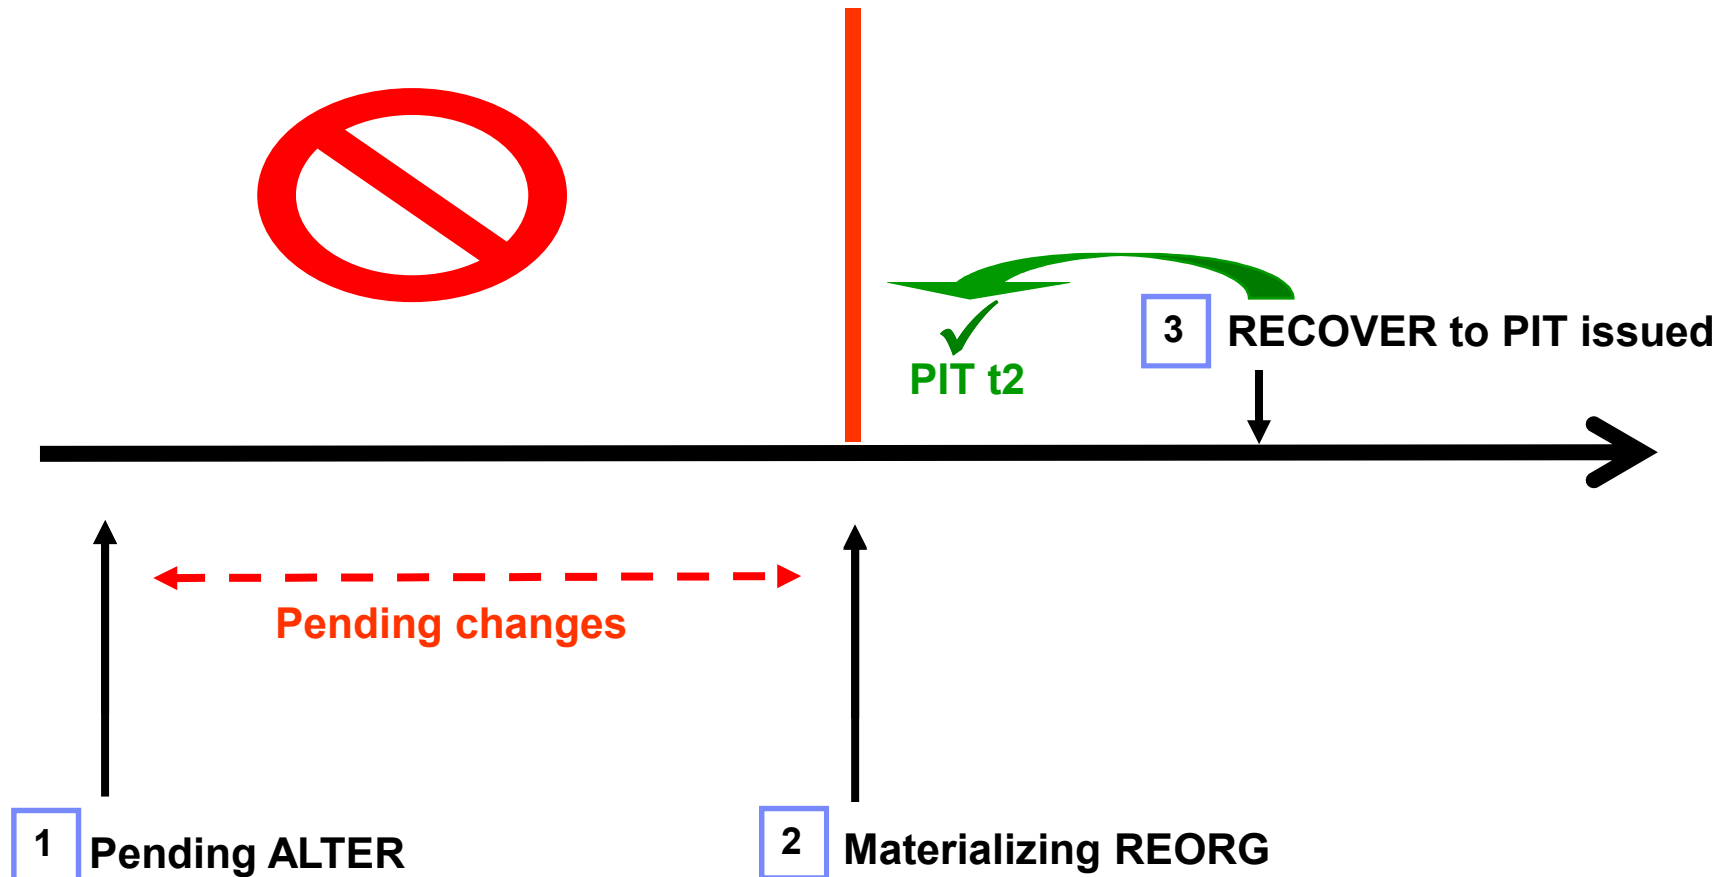 3 RECOVER to PIT issued
PIT t2
Pending changes
1 Pending ALTER
2 Materializing REORG